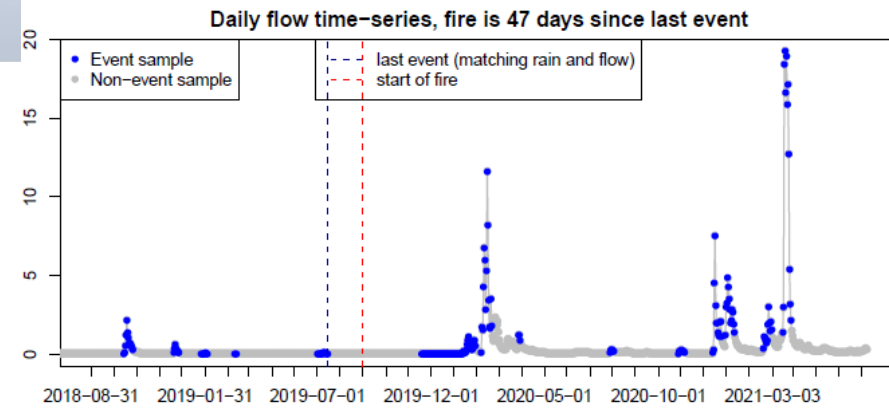 Daily flow time−series, fire is 47 days since last event
Event sample
Non−event sample
last event (matching rain and flow)
start of fire
20
15
10
5
0
2018−08−31 2019−01−31 2019−07−01 2019−12−01 2020−05−01 2020−10−01 2021−03−03